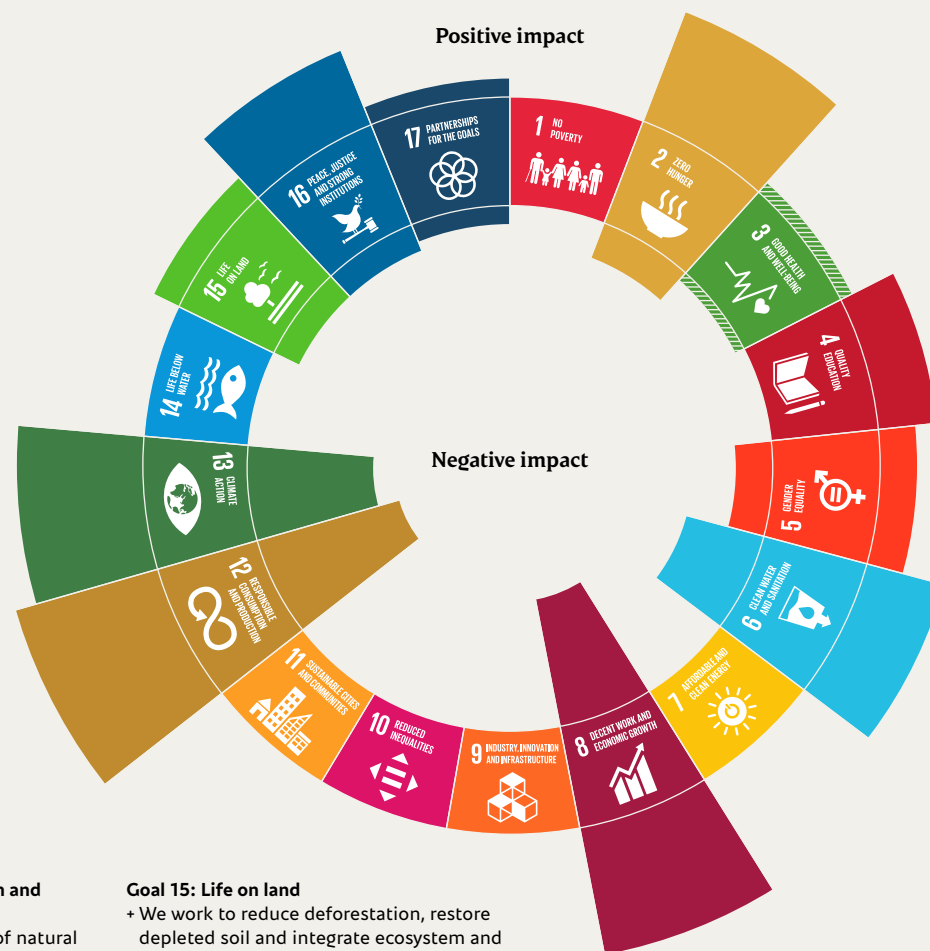 Positive impact
1 NO
POVERTY
2 ZERO
HUNGER
3 GOOD HEALTH
AND WELL-BEING
4 QUALITY
EDUCATION
5 GENDER
EQUALITY
6 CLEAN WATER
AND SANITATION
7 AFFORDABLE AND
CLEAN ENERGY
8 DECENT WORK AND
ECONOMIC GROWTH
9 INDUSTRY, INNOVATION
AND INFRASTRUCTURE
10 REDUCED
INEQUALITIES
11 SUSTAINABLE CITIES
AND COMMUNITIES
12 RESPONSIBLE
CONSUMPTION
AND PRODUCTION
13 CLIMATE
ACTION
14 LIFE BELOW
WATER
15 LIFE
ON LAND
16 PEACE, JUSTICE
AND STRONG
INSTITUTIONS
17 PARTNERSHIPS
FOR THE GOALS
Negative impact
and
of natural
Goal 15: Life on land
+ We work to reduce deforestation, restore
depleted soil and integrate ecosystem and